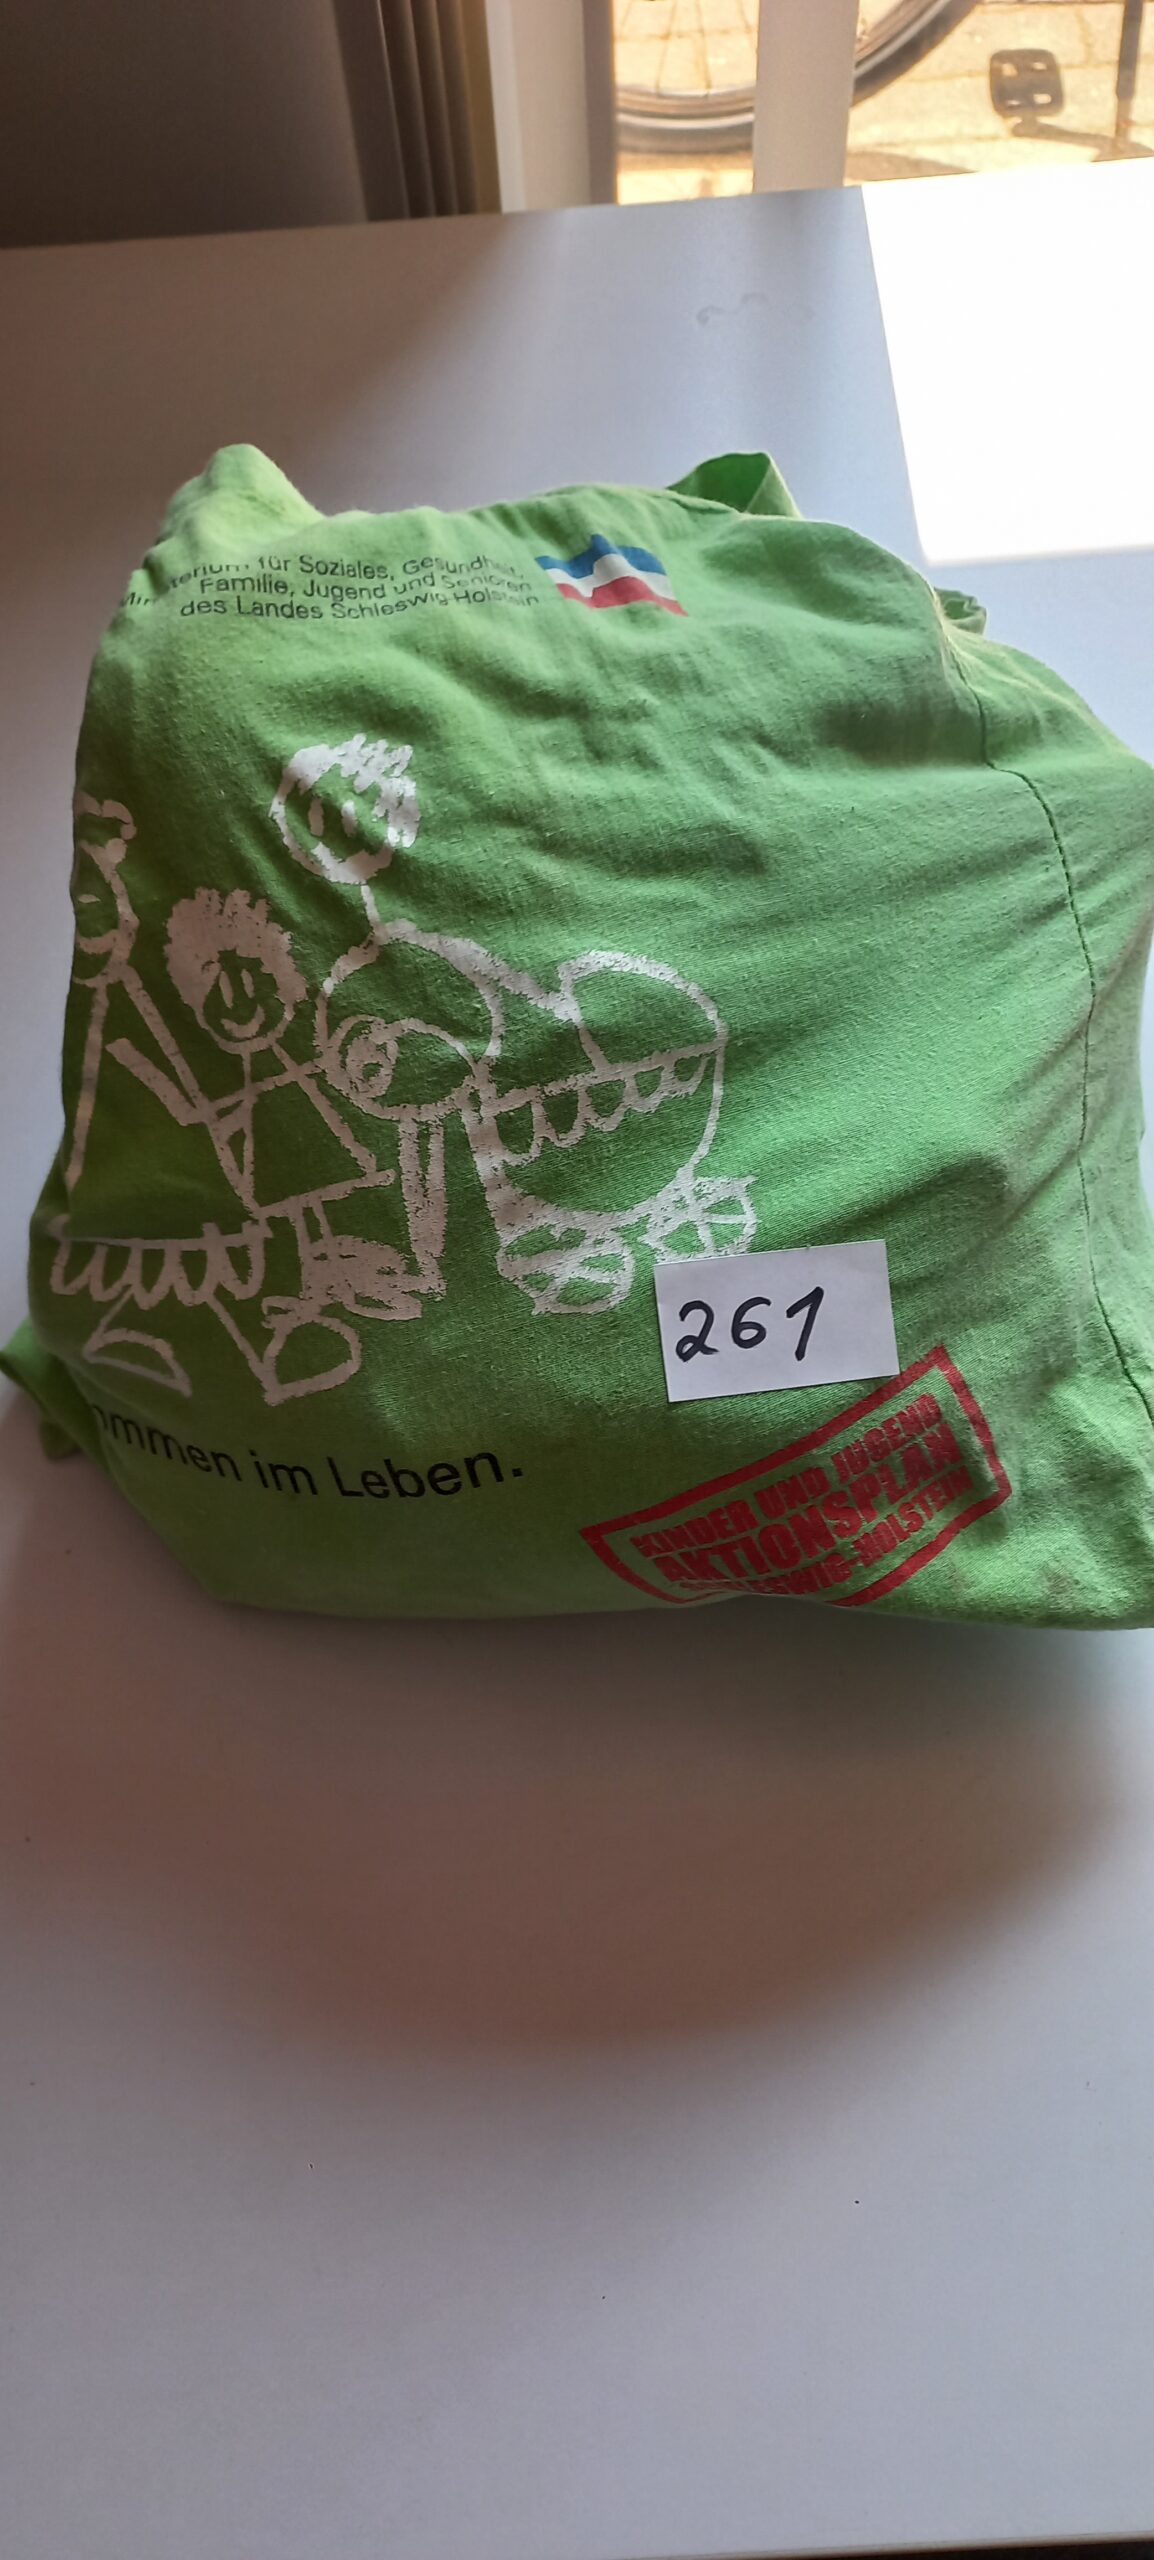 für Soziales, Gesundheit,
Familie, Jugend und Senioren
des Landes Schleswig-Holstein
261
im Leben.
KINDER UND JUGEND
AKTIONSPLAN